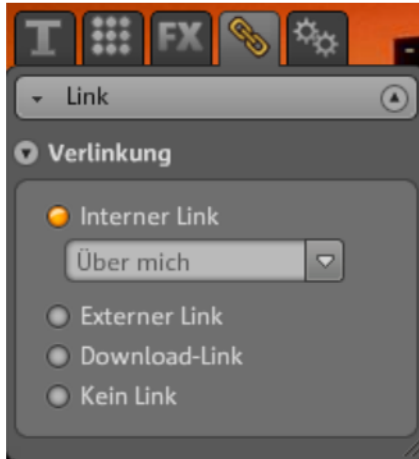 T FX
Link
Verlinkung
Interner Link
Über mich
Externer Link
Download-Link
Kein Link